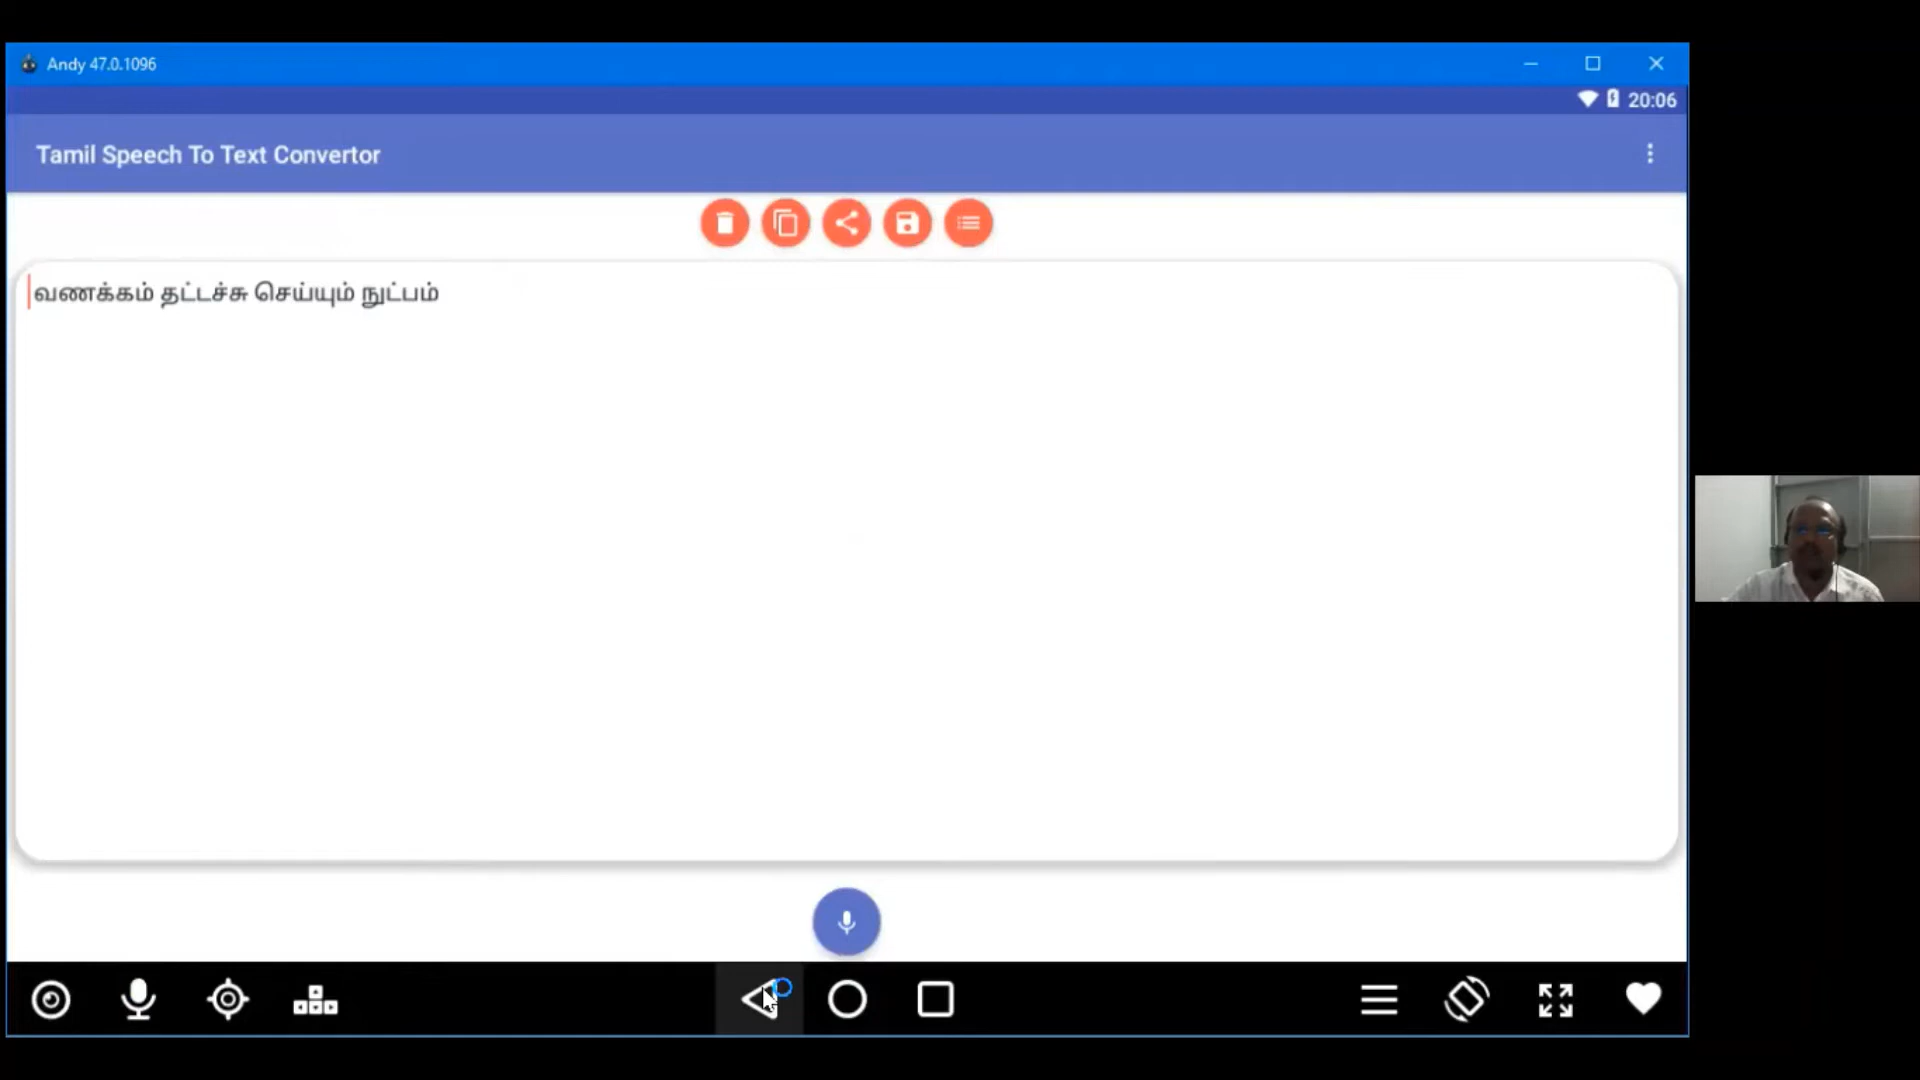 Andy 47.0.1096
20:06
Tamil Speech To Text Convertor
வணக்கம் தட்டச்சு செய்யும் நுட்பம்